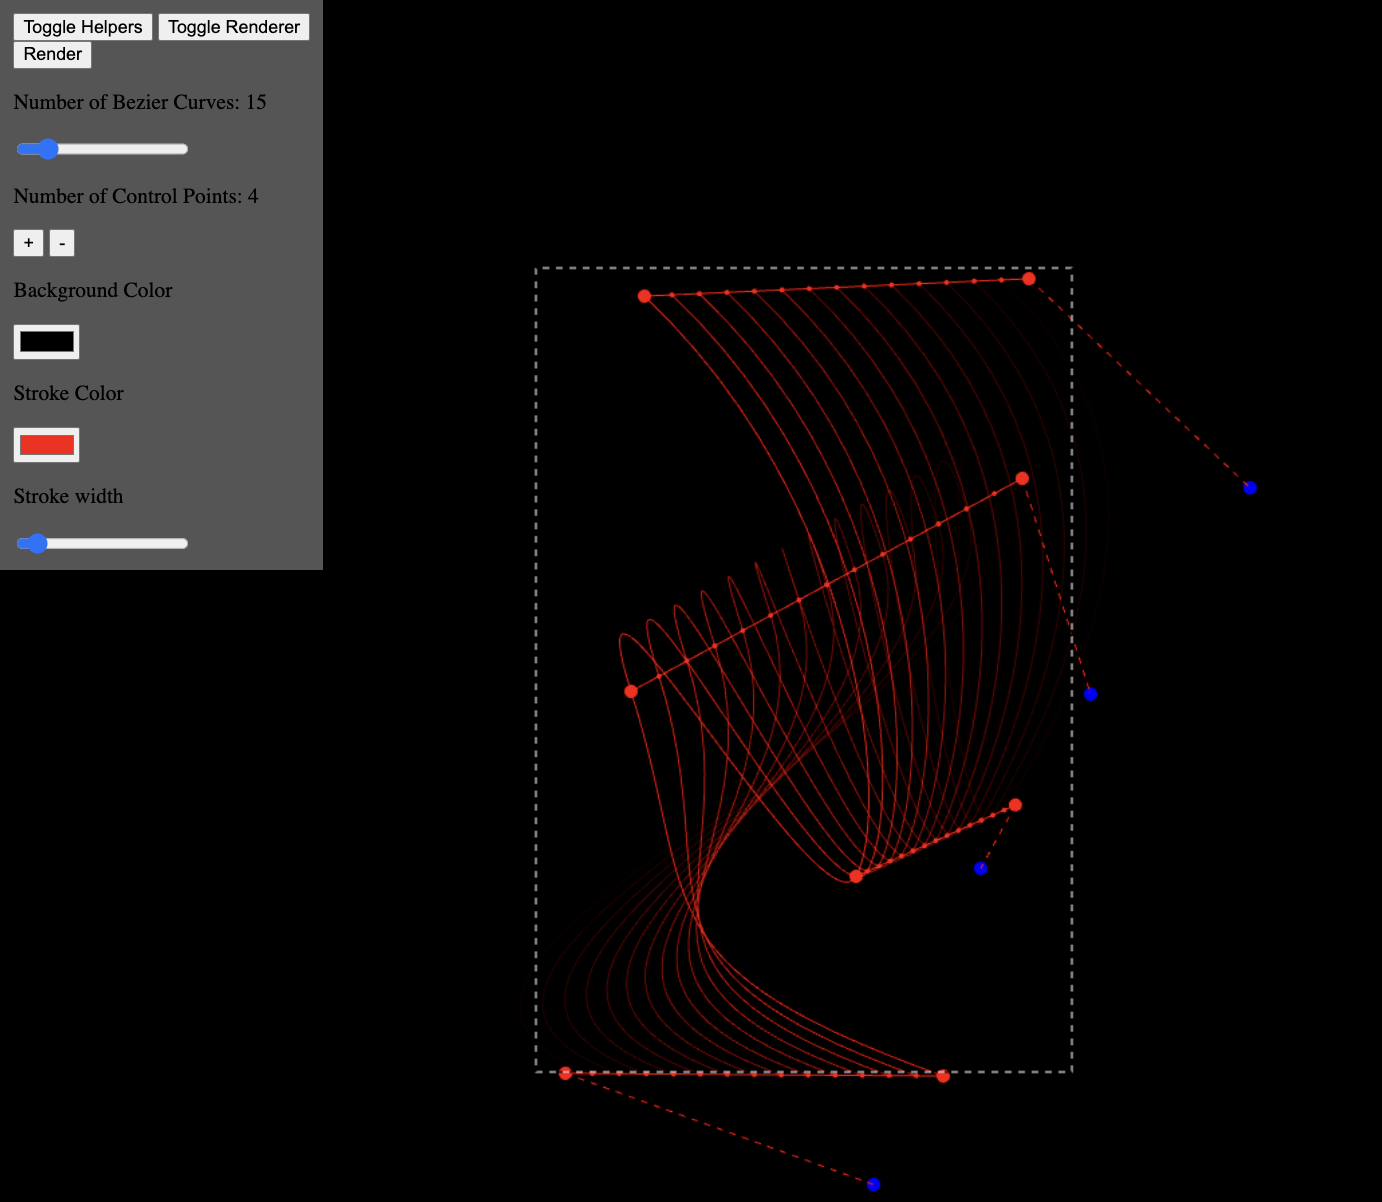 Toggle Helpers Toggle Renderer
Render
Number of Bezier Curves: 15
Number of Control Points: 4
+ -
Background Color
Stroke Color
Stroke width